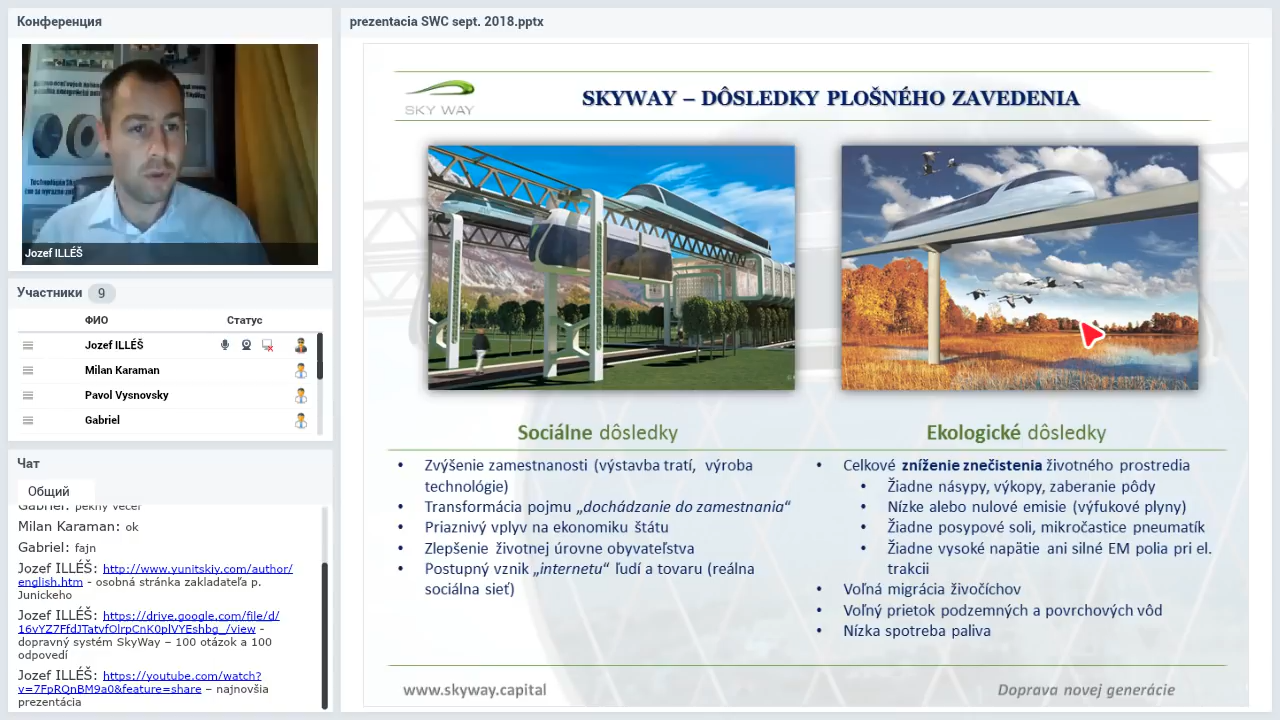 Конференция
Jozef ILLÉŠ
Участники 9
ФИО Статус
Jozef ILLÉŠ
Milan Karaman
Pavol Vysnovsky
Gabriel
Чат
Общий
Gabriel: pekny vecer
Milan Karaman: ok
Gabriel: fajn
Jozef ILLÉŠ: http://www.yunitskiy.com/author/
english.htm - osobná stránka zakladateľa p.
Junickeho
Jozef ILLÉŠ: https://drive.google.com/file/d/
16vYZ7FfdJTatvfOlrpCnK0plVYEshbg_/view -
dopravný systém SkyWay – 100 otázok a 100
odpovedí
Jozef ILLÉŠ: https://youtube.com/watch?
v=7FpRQnBM9a0&feature=share – najnovšia
prezentácia
prezentacia SWC sept. 2018.pptx
SKY WAY
SKYWAY – DÔSLEDKY PLOŠNÉHO ZAVEDENIA
Sociálne dôsledky
• Zvýšenie zamestnanosti (výstavba tratí, výroba
technológie)
• Transformácia pojmu „dochádzanie do zamestnania“
• Priaznivý vplyv na ekonomiku štátu
• Zlepšenie životnej úrovne obyvateľstva
• Postupný vznik „internetu“ ľudí a tovaru (reálna
sociálna sieť)
Ekologické dôsledky
• Celkové zníženie znečistenia životného prostredia
• Žiadne násypy, výkopy, zaberanie pôdy
• Nízke alebo nulové emisie (výfukové plyny)
• Žiadne posypové soli, mikročastice pneumatík
• Žiadne vysoké napätie ani silné EM polia pri el.
trakcii
• Voľná migrácia živočíchov
• Voľný prietok podzemných a povrchových vôd
• Nízka spotreba paliva
www.skyway.capital
Doprava novej generácie